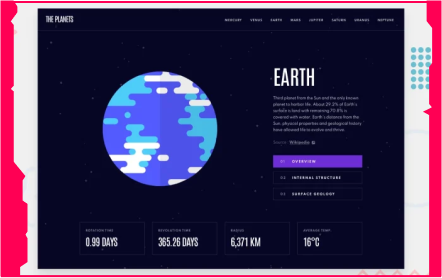 THE PLANETS
MERCURY VENUS EARTH MARS JUPITER SATURN URANUS NEPTUNE
EARTH
Third planet from the Sun and the only known
planet to harbor life. About 29.2% of Earth's
surface is land with remaining 70.8% is
covered with water. Earth's distance from the
Sun, physical properties and geological history
have allowed life to evolve and thrive.
Source: Wikipedia
01 OVERVIEW
02 INTERNAL STRUCTURE
03 SURFACE GEOLOGY
ROTATION TIME
0.99 DAYS
REVOLUTION TIME
365.26 DAYS
RADIUS
6,371 KM
AVERAGE TEMP.
16°C